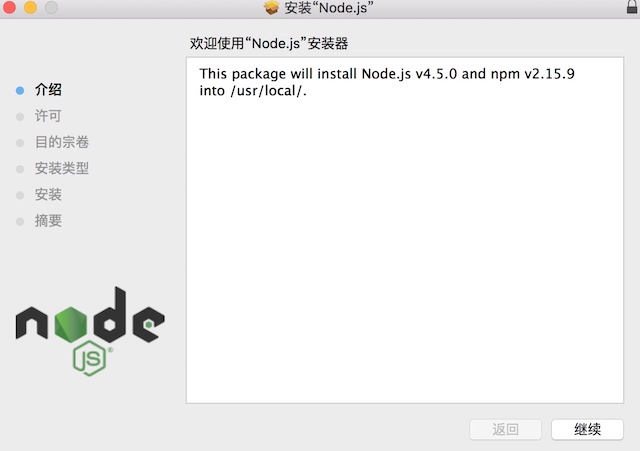 安装“Node.js”
欢迎使用“Node.js”安装器
介绍
许可
目的宗卷
安装类型
安装
摘要
This package will install Node.js v4.5.0 and npm v2.15.9
into /usr/local/.
node
JS®
返回
继续